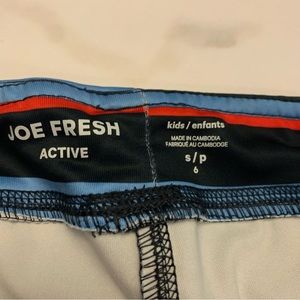 JOE FRESH
ACTIVE
kids / enfants
MADE IN CAMBODIA
FABRIQUÉ AU CAMBODGE
s/p
6